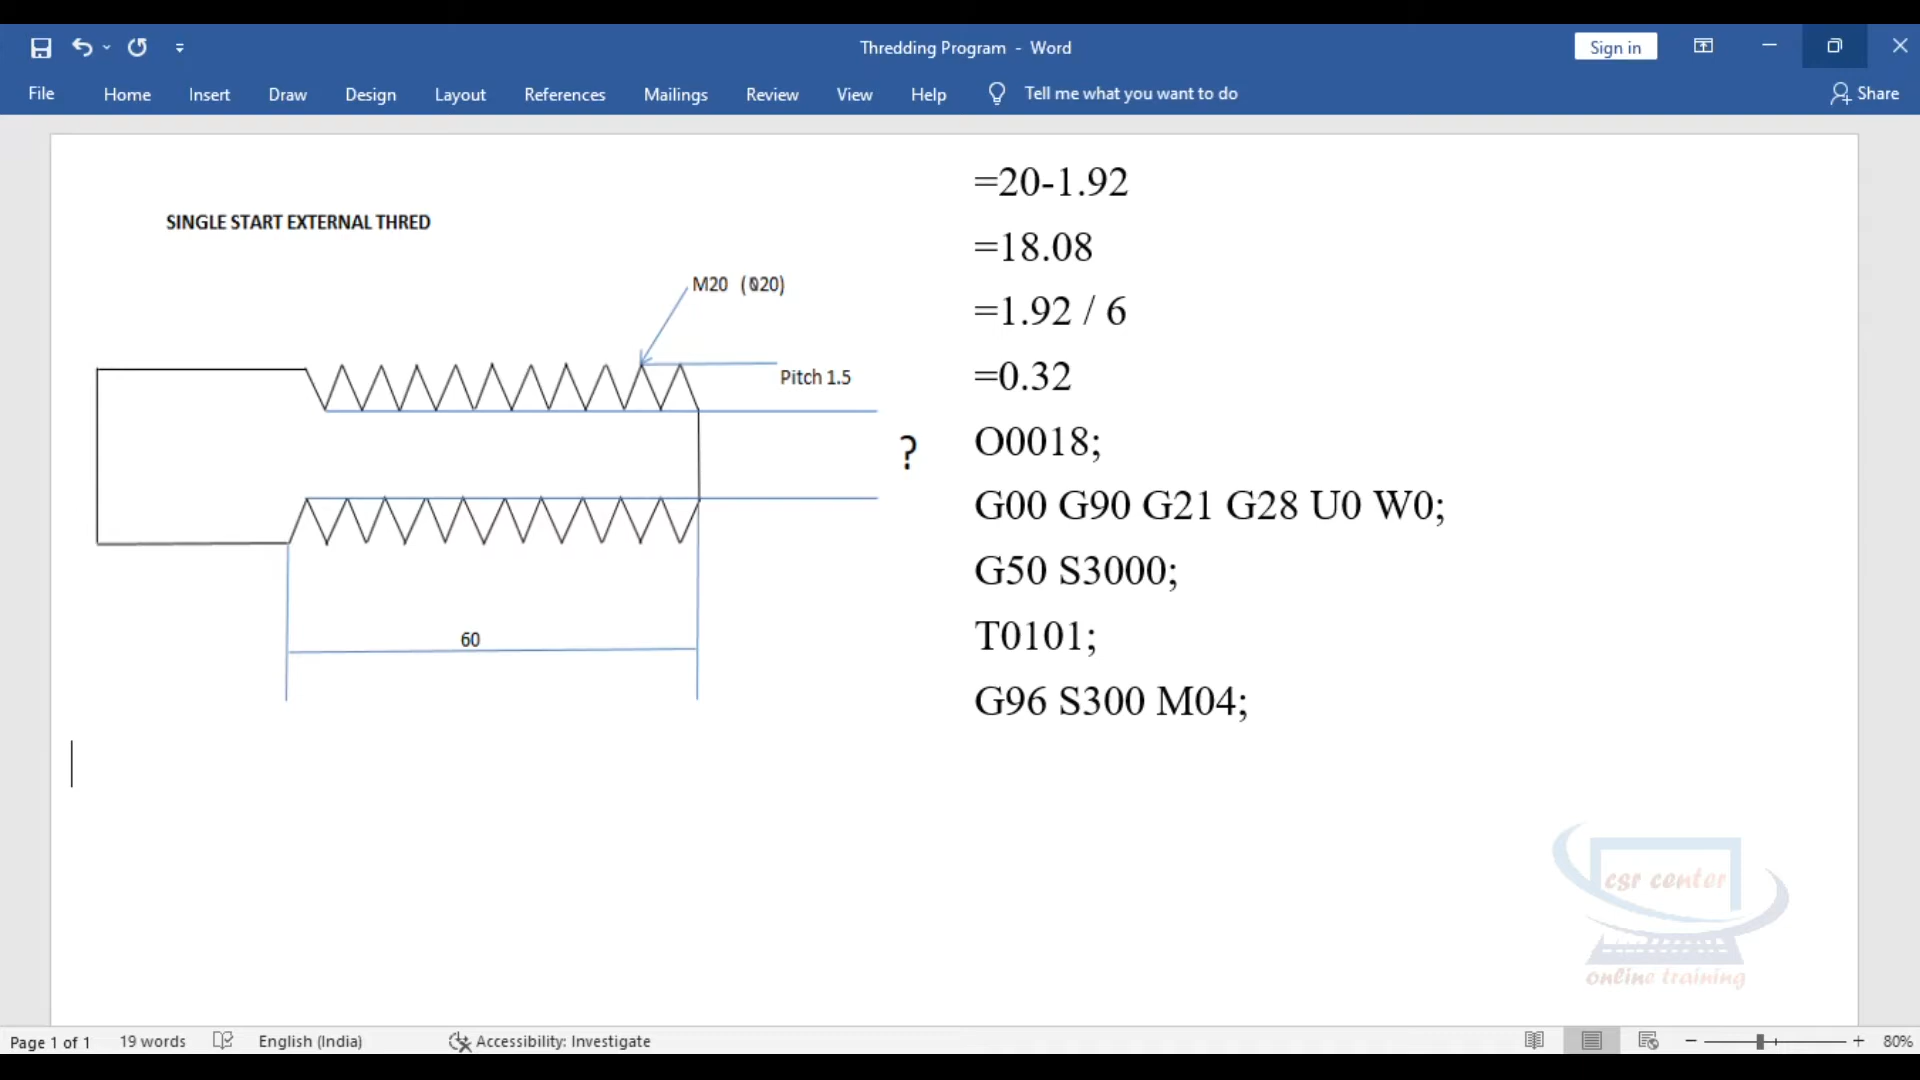 Thredding Program - Word
Sign in
File Home Insert Draw Design Layout References Mailings Review View Help Tell me what you want to do Share
SINGLE START EXTERNAL THRED
M20 (020)
Pitch 1.5
?
60
=20-1.92
=18.08
=1.92 / 6
=0.32
O0018;
G00 G90 G21 G28 U0 W0;
G50 S3000;
T0101;
G96 S300 M04;
csr center
online training
Page 1 of 1 19 words English (India) Accessibility: Investigate 80%